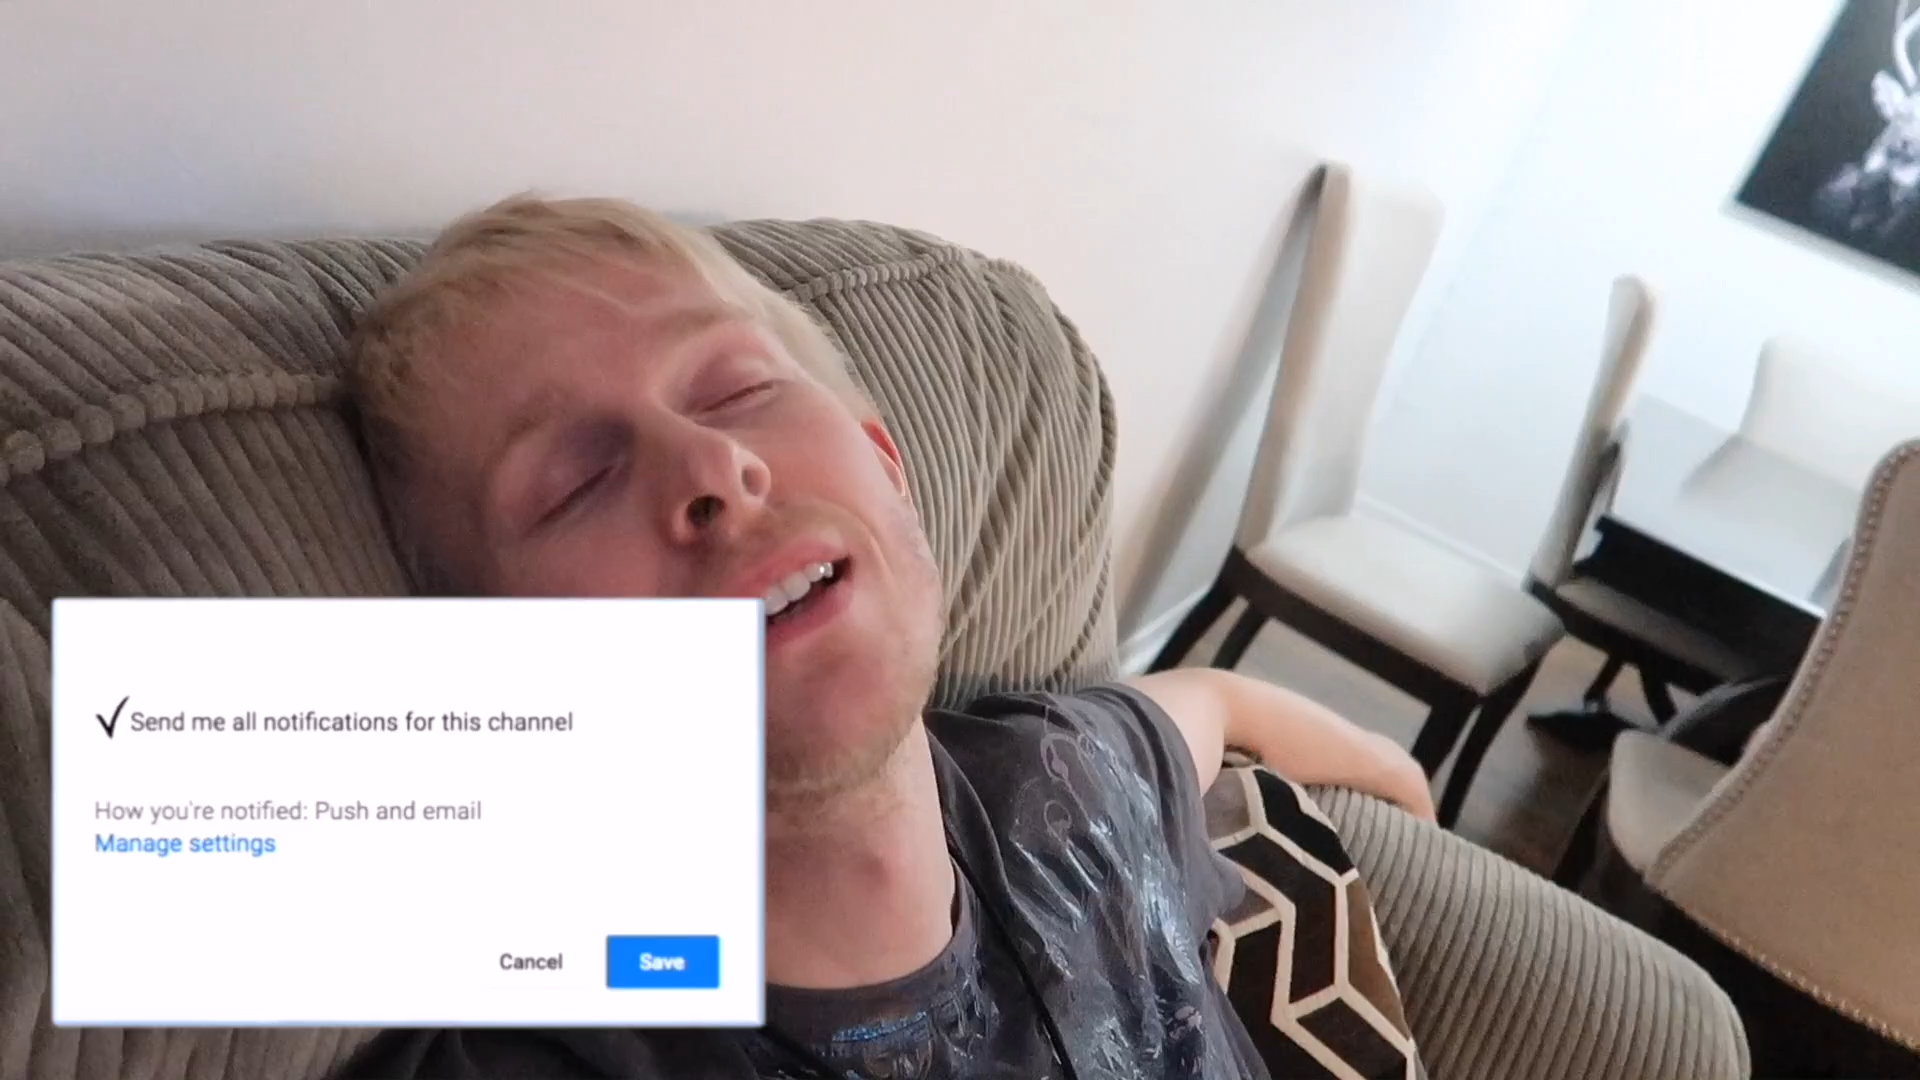 ✓Send me all notifications for this channel
How you're notified: Push and email
Manage settings
Cancel Save